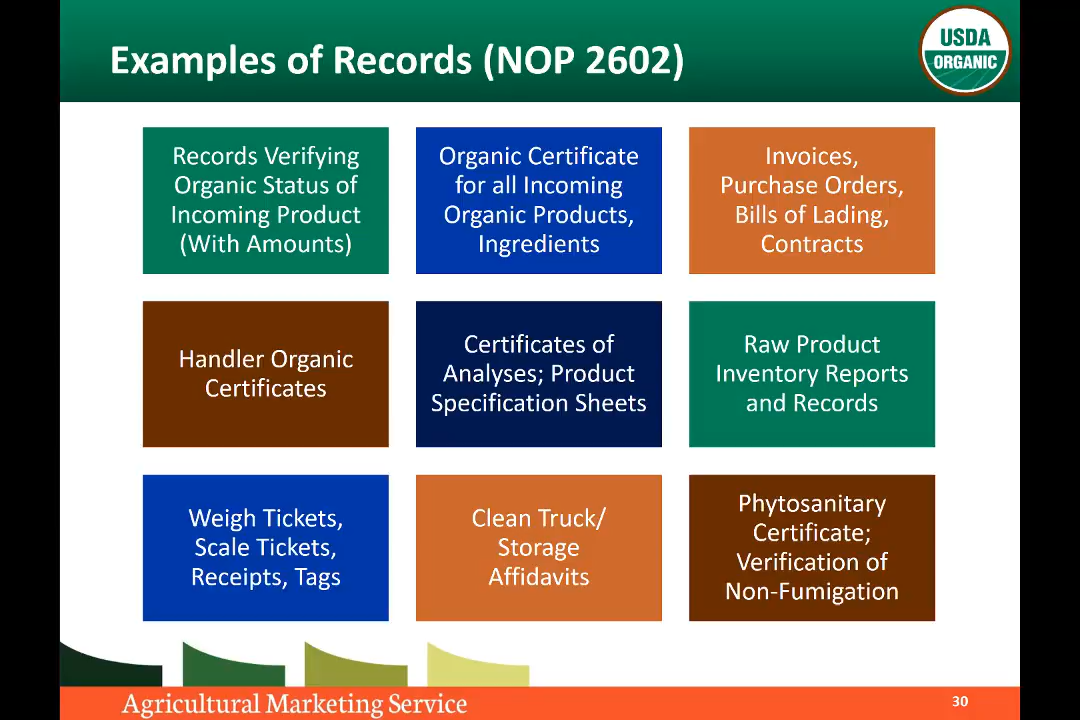 Examples of Records (NOP 2602)
USDA
ORGANIC
Records Verifying
Organic Status of
Incoming Product
(With Amounts)
Organic Certificate
for all Incoming
Organic Products,
Ingredients
Invoices,
Purchase Orders,
Bills of Lading,
Contracts
Handler Organic
Certificates
Certificates of
Analyses; Product
Specification Sheets
Raw Product
Inventory Reports
and Records
Weigh Tickets,
Scale Tickets,
Receipts, Tags
Clean Truck/
Storage
Affidavits
Phytosanitary
Certificate;
Verification of
Non-Fumigation
Agricultural Marketing Service
30